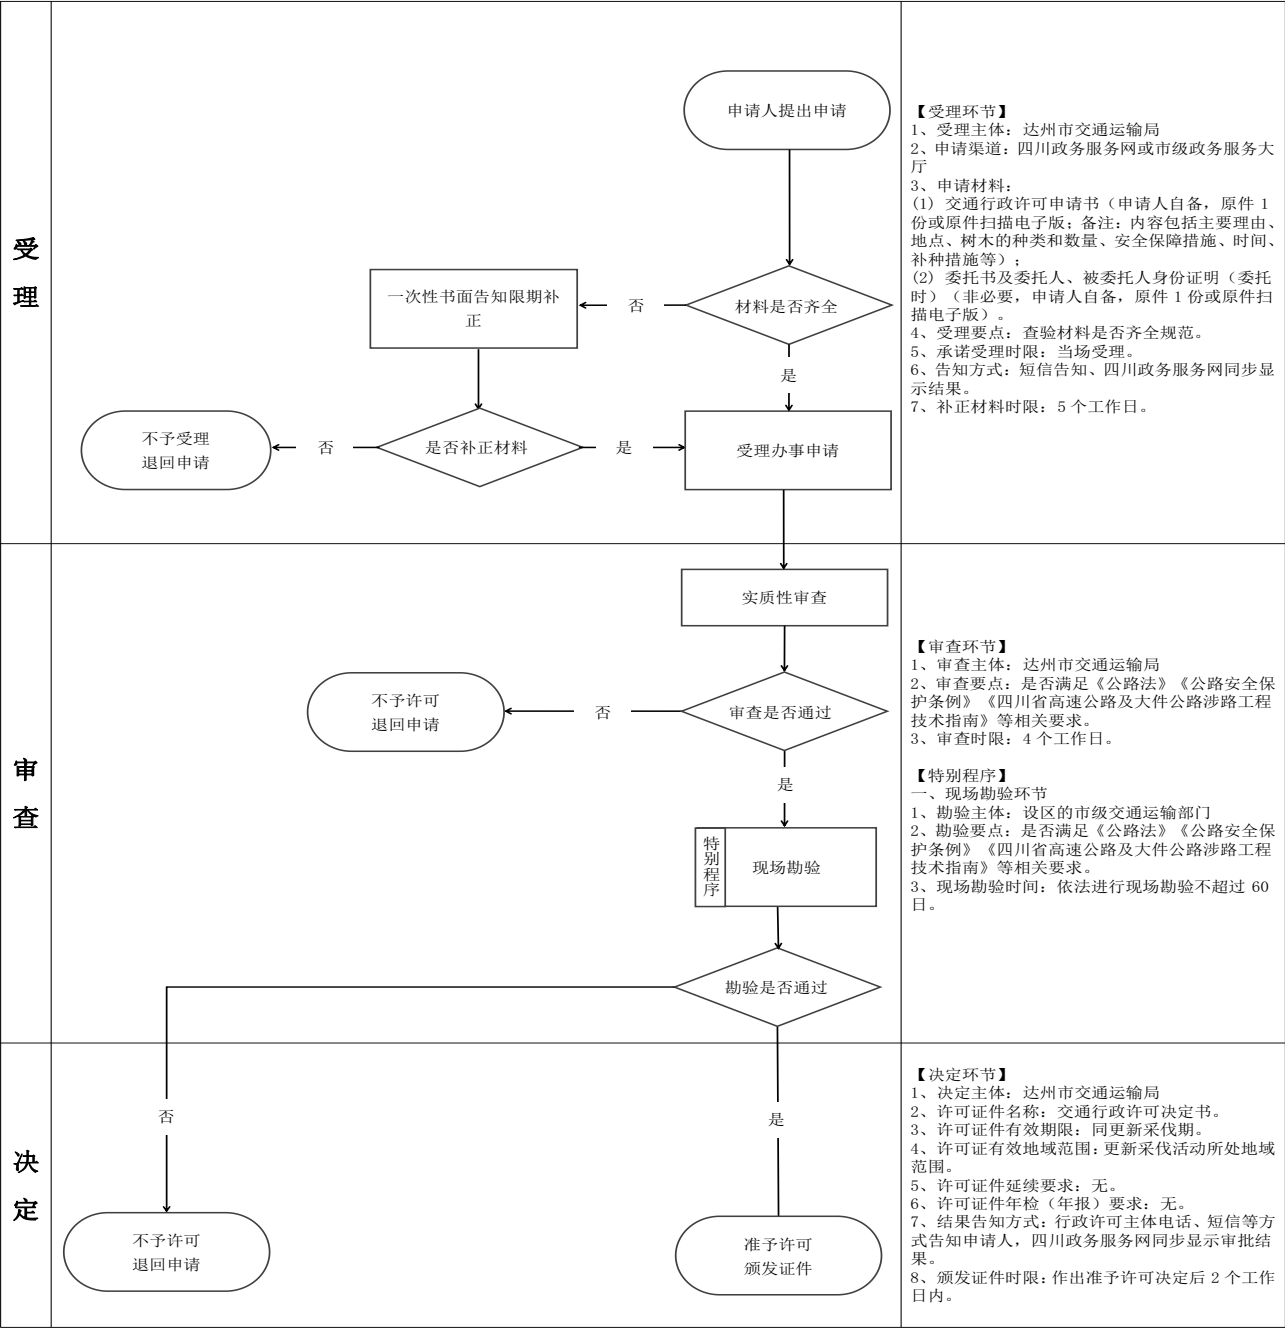 受
理
申请人提出申请
材料是否齐全
否
一次性书面告知限期补
正
是
不予受理
退回申请
否
是否补正材料
是
受理办事申请
【受理环节】
1、受理主体：达州市交通运输局
2、申请渠道：四川政务服务网或市级政务服务大
厅
3、申请材料：
(1) 交通行政许可申请书（申请人自备，原件 1
份或原件扫描电子版；备注：内容包括主要理由、
地点、树木的种类和数量、安全保障措施、时间、
补种措施等）；
(2) 委托书及委托人、被委托人身份证明（委托
时）（非必要，申请人自备，原件 1 份或原件扫
描电子版）。
4、受理要点：查验材料是否齐全规范。
5、承诺受理时限：当场受理。
6、告知方式：短信告知、四川政务服务网同步显
示结果。
7、补正材料时限：5 个工作日。
审
查
实质性审查
审查是否通过
否
不予许可
退回申请
是
特
别
程
序
现场勘验
勘验是否通过
【审查环节】
1、审查主体：达州市交通运输局
2、审查要点：是否满足《公路法》《公路安全保
护条例》《四川省高速公路及大件公路涉路工程
技术指南》等相关要求。
3、审查时限：4 个工作日。
【特别程序】
一、现场勘验环节
1、勘验主体：设区的市级交通运输部门
2、勘验要点：是否满足《公路法》《公路安全保
护条例》《四川省高速公路及大件公路涉路工程
技术指南》等相关要求。
3、现场勘验时间：依法进行现场勘验不超过 60
日。
决
定
否
是
不予许可
退回申请
准予许可
颁发证件
【决定环节】
1、决定主体：达州市交通运输局
2、许可证件名称：交通行政许可决定书。
3、许可证件有效期限：同更新采伐期。
4、许可证有效地域范围：更新采伐活动所处地域
范围。
5、许可证件延续要求：无。
6、许可证件年检（年报）要求：无。
7、结果告知方式：行政许可主体电话、短信等方
式告知申请人，四川政务服务网同步显示审批结
果。
8、颁发证件时限：作出准予许可决定后 2 个工作
日内。